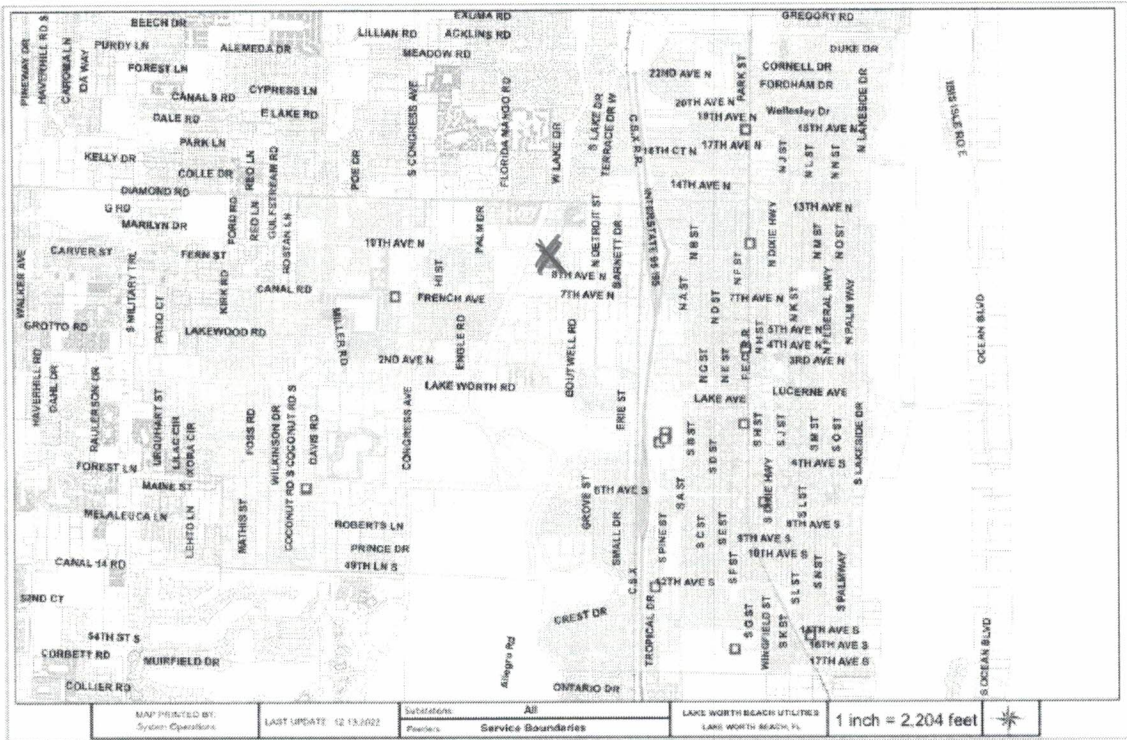 EXUMA RD
GREGORY RD
BEECH DR
LILLIAN RD
ACKLINS RD
PINEWAY DR
HAVERHILL RD S
CAROMA LN
IDA WAY
PURDY LN
ALEMEDA DR
MEADOW RD
DUKE DR
FOREST LN
CORNELL DR
22ND AVE N
PARK ST
FORDHAM DR
CANAL 9 RD
CYPRESS LN
S CONGRESS AVE
FLORIDA MANGO RD
W LAKE DR
S LAKE DR
TERRACE DR W
20TH AVE N
N LAKESIDE DR
E LAKE RD
19TH AVE N
Wellesley Dr
DALE RD
C.S.X R.R.
18TH AVE N
PARK LN
17TH AVE N
18TH CT N
KELLY DR
RED LN
GULFSTREAM RD
POE DR
N J ST
N L ST
N N ST
COLLE DR
DIAMOND RD
14TH AVE N
G RD
FORD RD
RED LN
ROSTAN LN
PALM DR
N DETROIT ST
BARNETT DR
INTERSTATE 95
13TH AVE N
MARILYN DR
10TH AVE N
N B ST
N DIXIE HWY
N M ST
N O ST
CARVER ST
FERN ST
WALKER AVE
S MILITARY TRL
HI ST
8TH AVE N
N F ST
KIRK RD
CANAL RD
FRENCH AVE
7TH AVE N
N A ST
7TH AVE N
N K ST
N FEDERAL HWY
N PALM WAY
OCEAN BLVD
PATIO CT
N D ST
GROTTO RD
LAKEWOOD RD
MILLER RD
ENGLE RD
BOUTWELL RD
5TH AVE N
F.E.C. R.R
N H ST
4TH AVE N
HAVERHILL RD
DAHL DR
2ND AVE N
N G ST
N E ST
3RD AVE N
RAULERSON DR
LAKE WORTH RD
LUCERNE AVE
LAKE AVE
URQUHART ST
LILAC CIR
IXORA CIR
FOSS RD
WILKINSON DR
COCONUT RD S
DAVIS RD
CONGRESS AVE
ERIE ST
S B ST
S D ST
S H ST
S J ST
S M ST
S O ST
S LAKESIDE DR
FOREST LN
4TH AVE S
MAINE ST
GROVE ST
6TH AVE S
S A ST
S DIXIE HWY
S L ST
MELALEUCA LN
LEHTO LN
MATHIS ST
COCONUT RD S
ROBERTS LN
SMALL DR
S PINE ST
S C ST
S E ST
8TH AVE S
9TH AVE S
PRINCE DR
10TH AVE S
CANAL 14 RD
49TH LN S
C.S.X
S F ST
S N ST
S PALMWAY
12TH AVE S
S L ST
52ND CT
CREST DR
TROPICAL DR
S G ST
WINGFIELD ST
S K ST
54TH ST S
15TH AVE S
CORBETT RD
MUIRFIELD DR
Allegro Rd
16TH AVE S
17TH AVE S
S OCEAN BLVD
COLLIER RD
ONTARIO DR
MAP PRINTED BY:
System Operations
LAST UPDATE 12.13.2022
Substations: All
Feeders: Service Boundaries
LAKE WORTH BEACH UTILITIES
LAKE WORTH BEACH, FL
1 inch = 2,204 feet